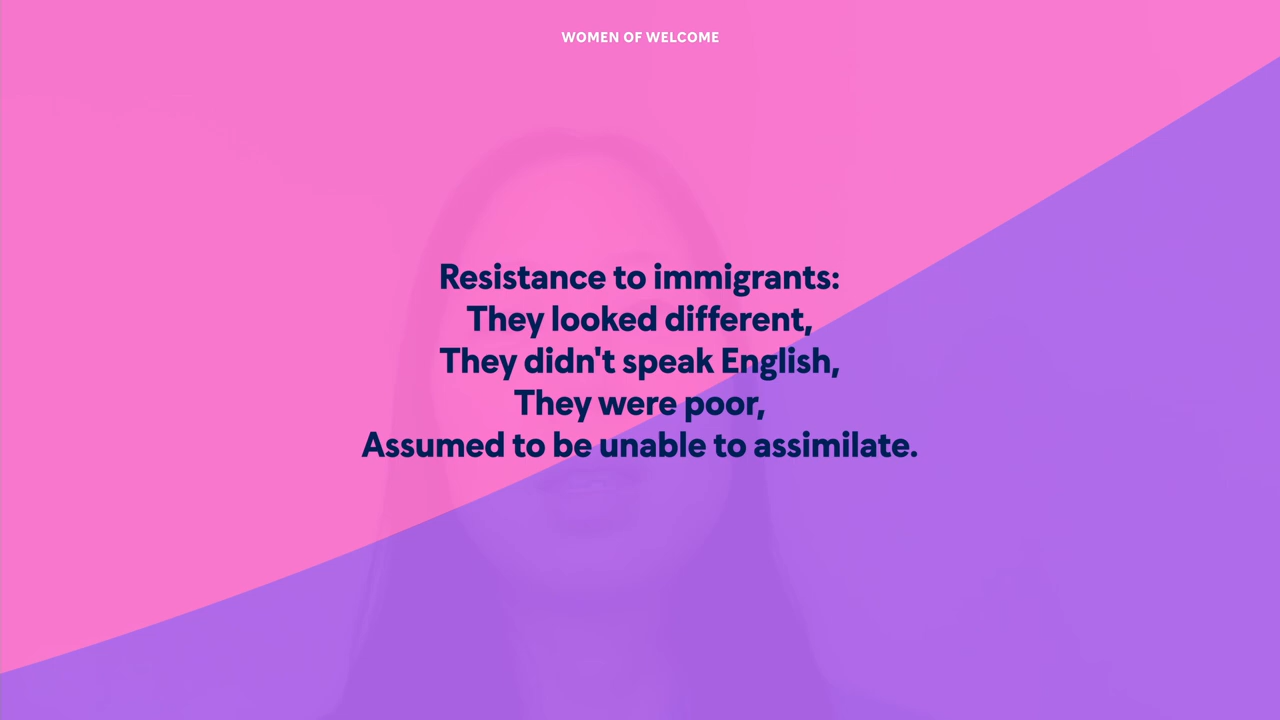 WOMEN OF WELCOME
Resistance to immigrants:
They looked different,
They didn't speak English,
They were poor,
Assumed to be unable to assimilate.